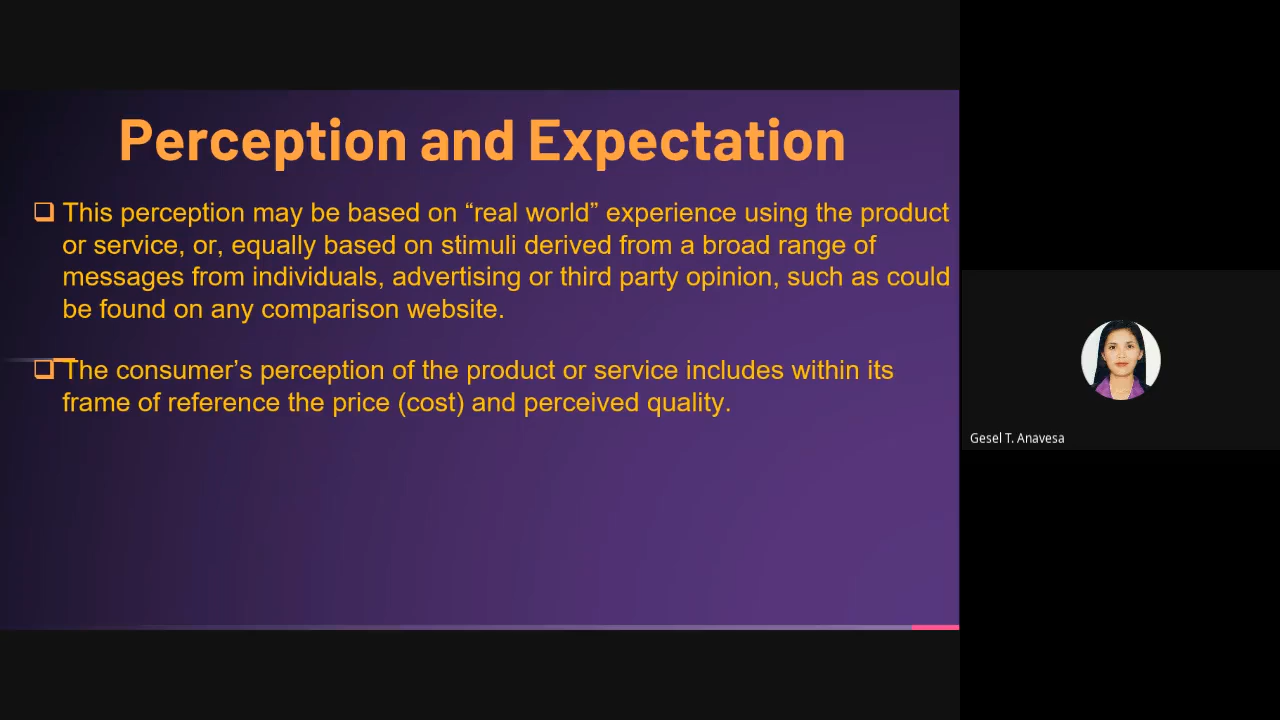 Perception and Expectation
❑ This perception may be based on “real world” experience using the product
or service, or, equally based on stimuli derived from a broad range of
messages from individuals, advertising or third party opinion, such as could
be found on any comparison website.
❑ The consumer’s perception of the product or service includes within its
frame of reference the price (cost) and perceived quality.
Gesel T. Anavesa